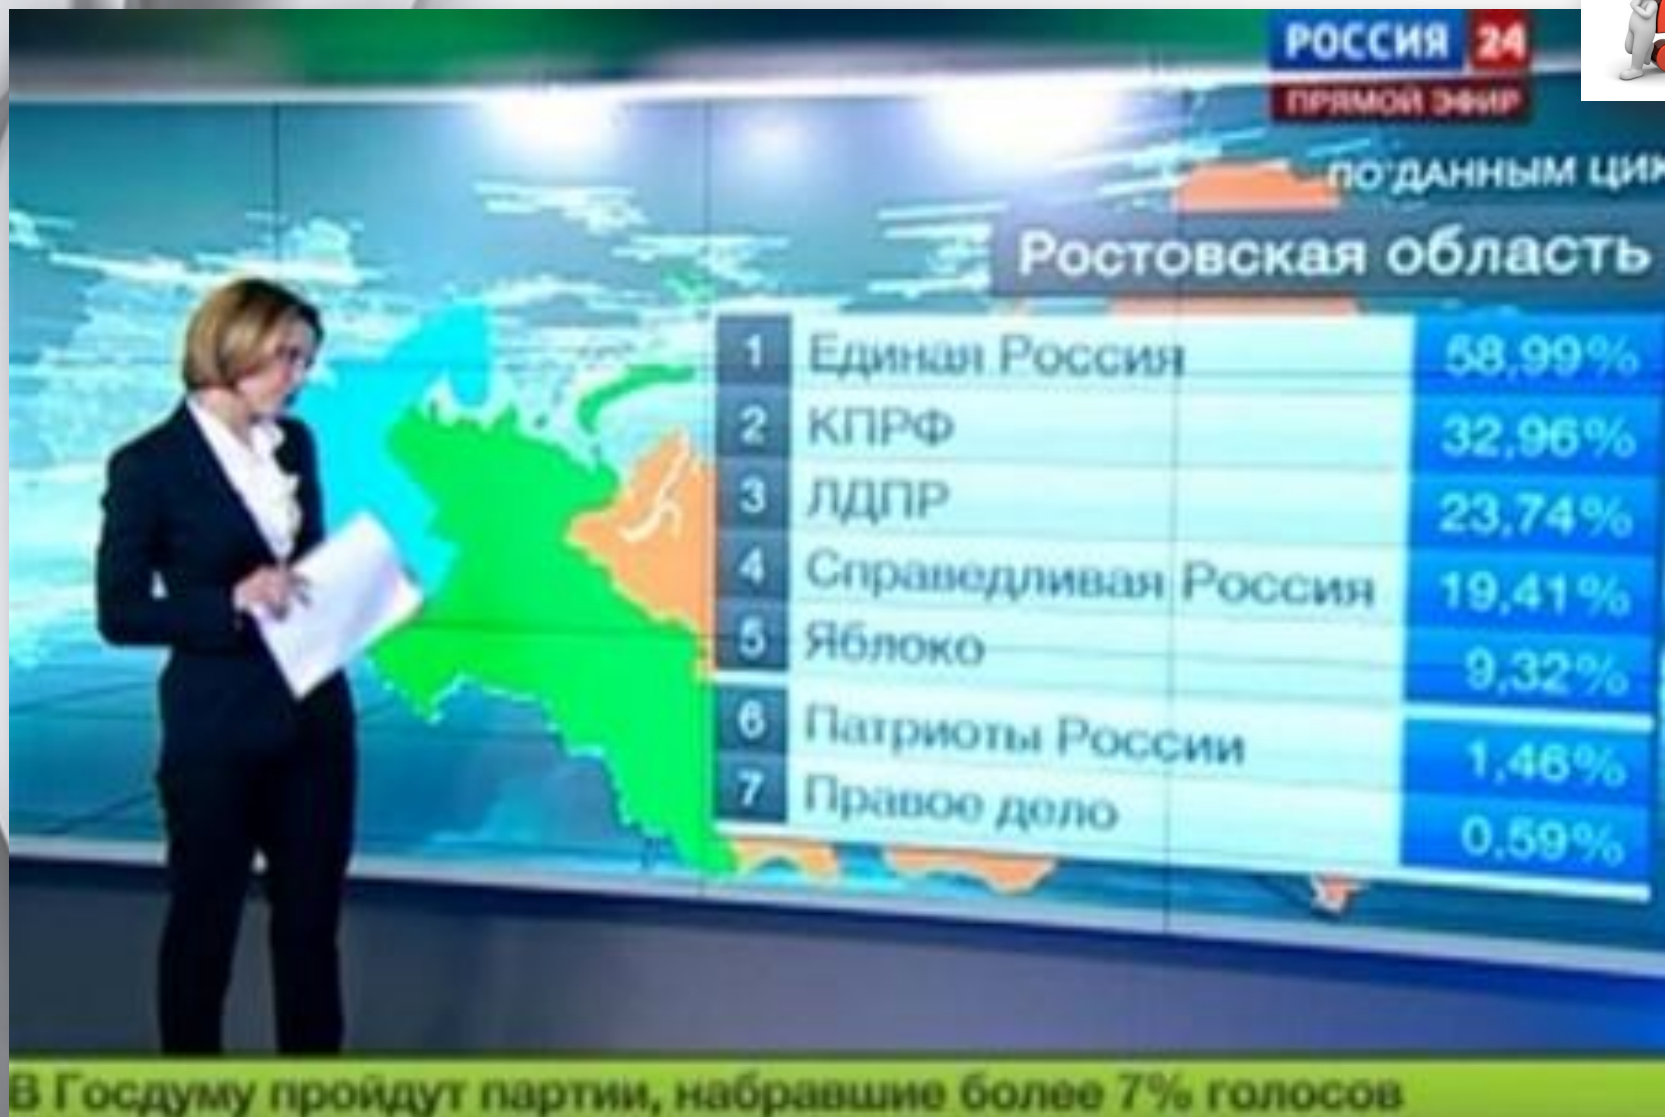 РОССИЯ 24
ПРЯМОЙ ЭФИР
ПО ДАННЫМ ЦИК
Ростовская область
1 Единая Россия 58,99%
2 КПРФ 32,96%
3 ЛДПР 23,74%
4 Справедливая Россия 19,41%
5 Яблоко 9,32%
6 Патриоты России 1,46%
7 Правое дело 0,59%
В Госдуму пройдут партии, набравшие более 7% голосов